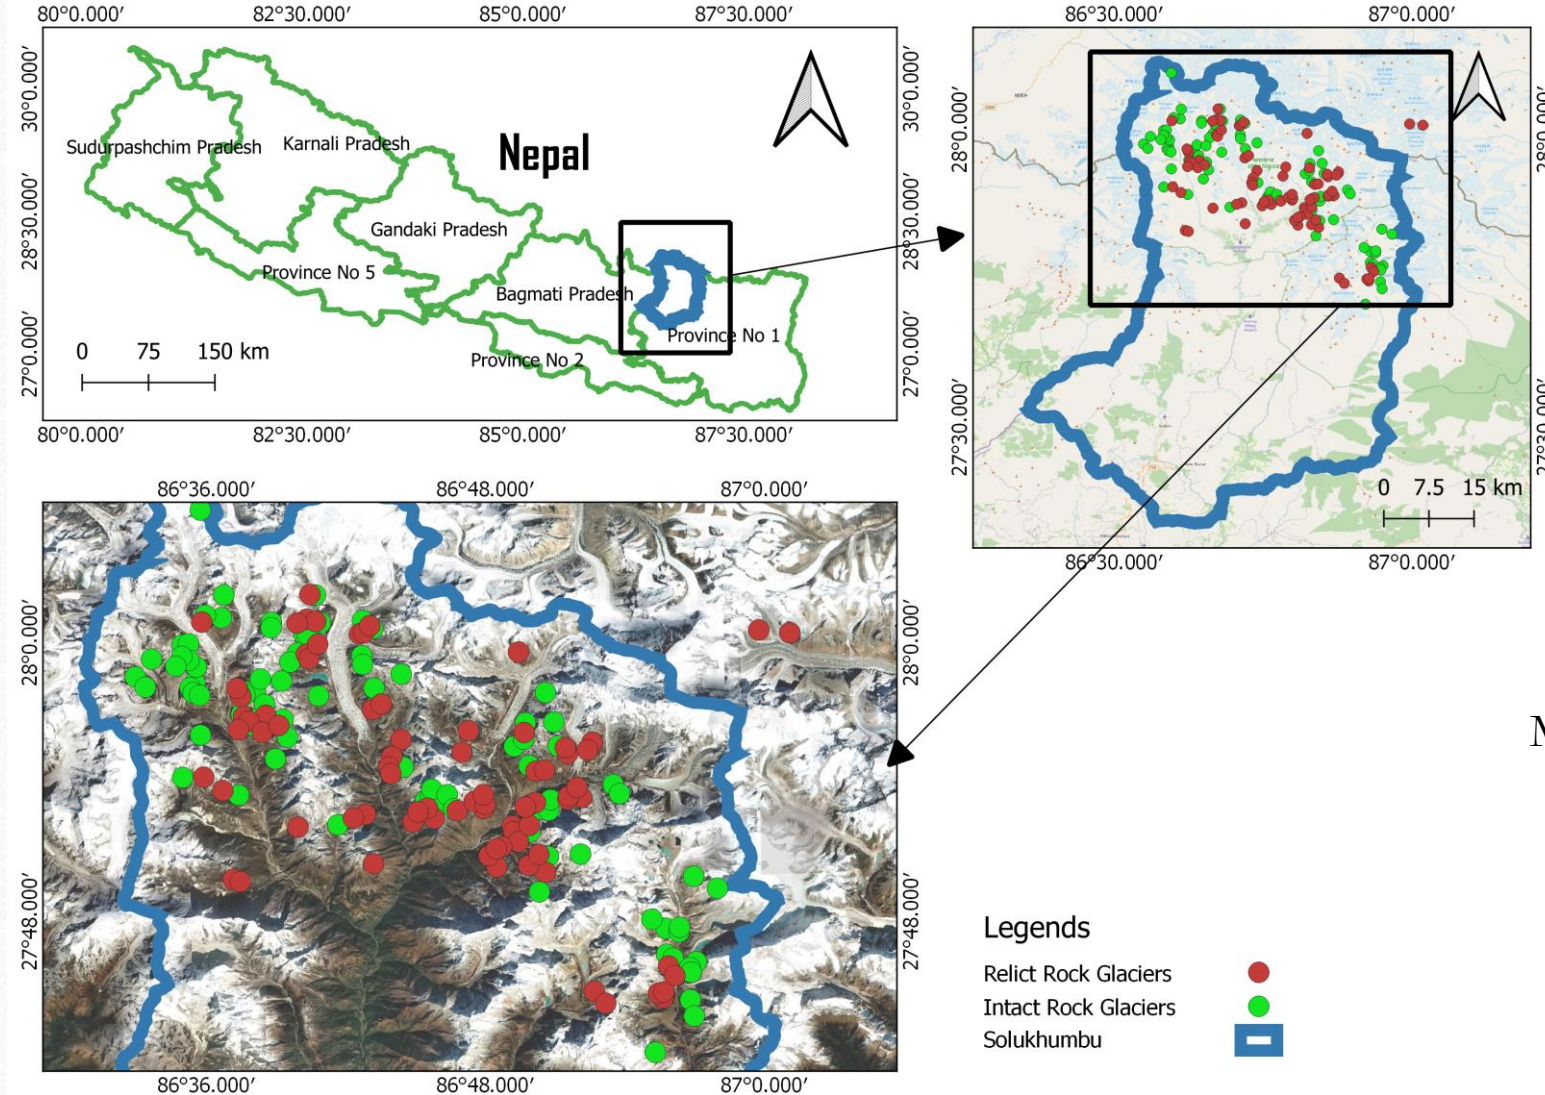 80°0.000′ 82°30.000′ 85°0.000′ 87°30.000′
30°0.000′ 28°30.000′ 27°0.000′
Sudurpashchim Pradesh
Karnali Pradesh
Nepal
Gandaki Pradesh
Province No 5
Bagmati Pradesh
Province No 1
Province No 2
0 75 150 km
30°0.000′ 28°30.000′ 27°0.000′
80°0.000′ 82°30.000′ 85°0.000′ 87°30.000′
86°30.000′ 87°0.000′
28°0.000′ 27°30.000′
0 7.5 15 km
28°0.000′ 27°30.000′
86°30.000′ 87°0.000′
86°36.000′ 86°48.000′ 87°0.000′
28°0.000′ 27°48.000′
28°0.000′ 27°48.000′
86°36.000′ 86°48.000′ 87°0.000′
Legends
Relict Rock Glaciers
Intact Rock Glaciers
Solukhumbu